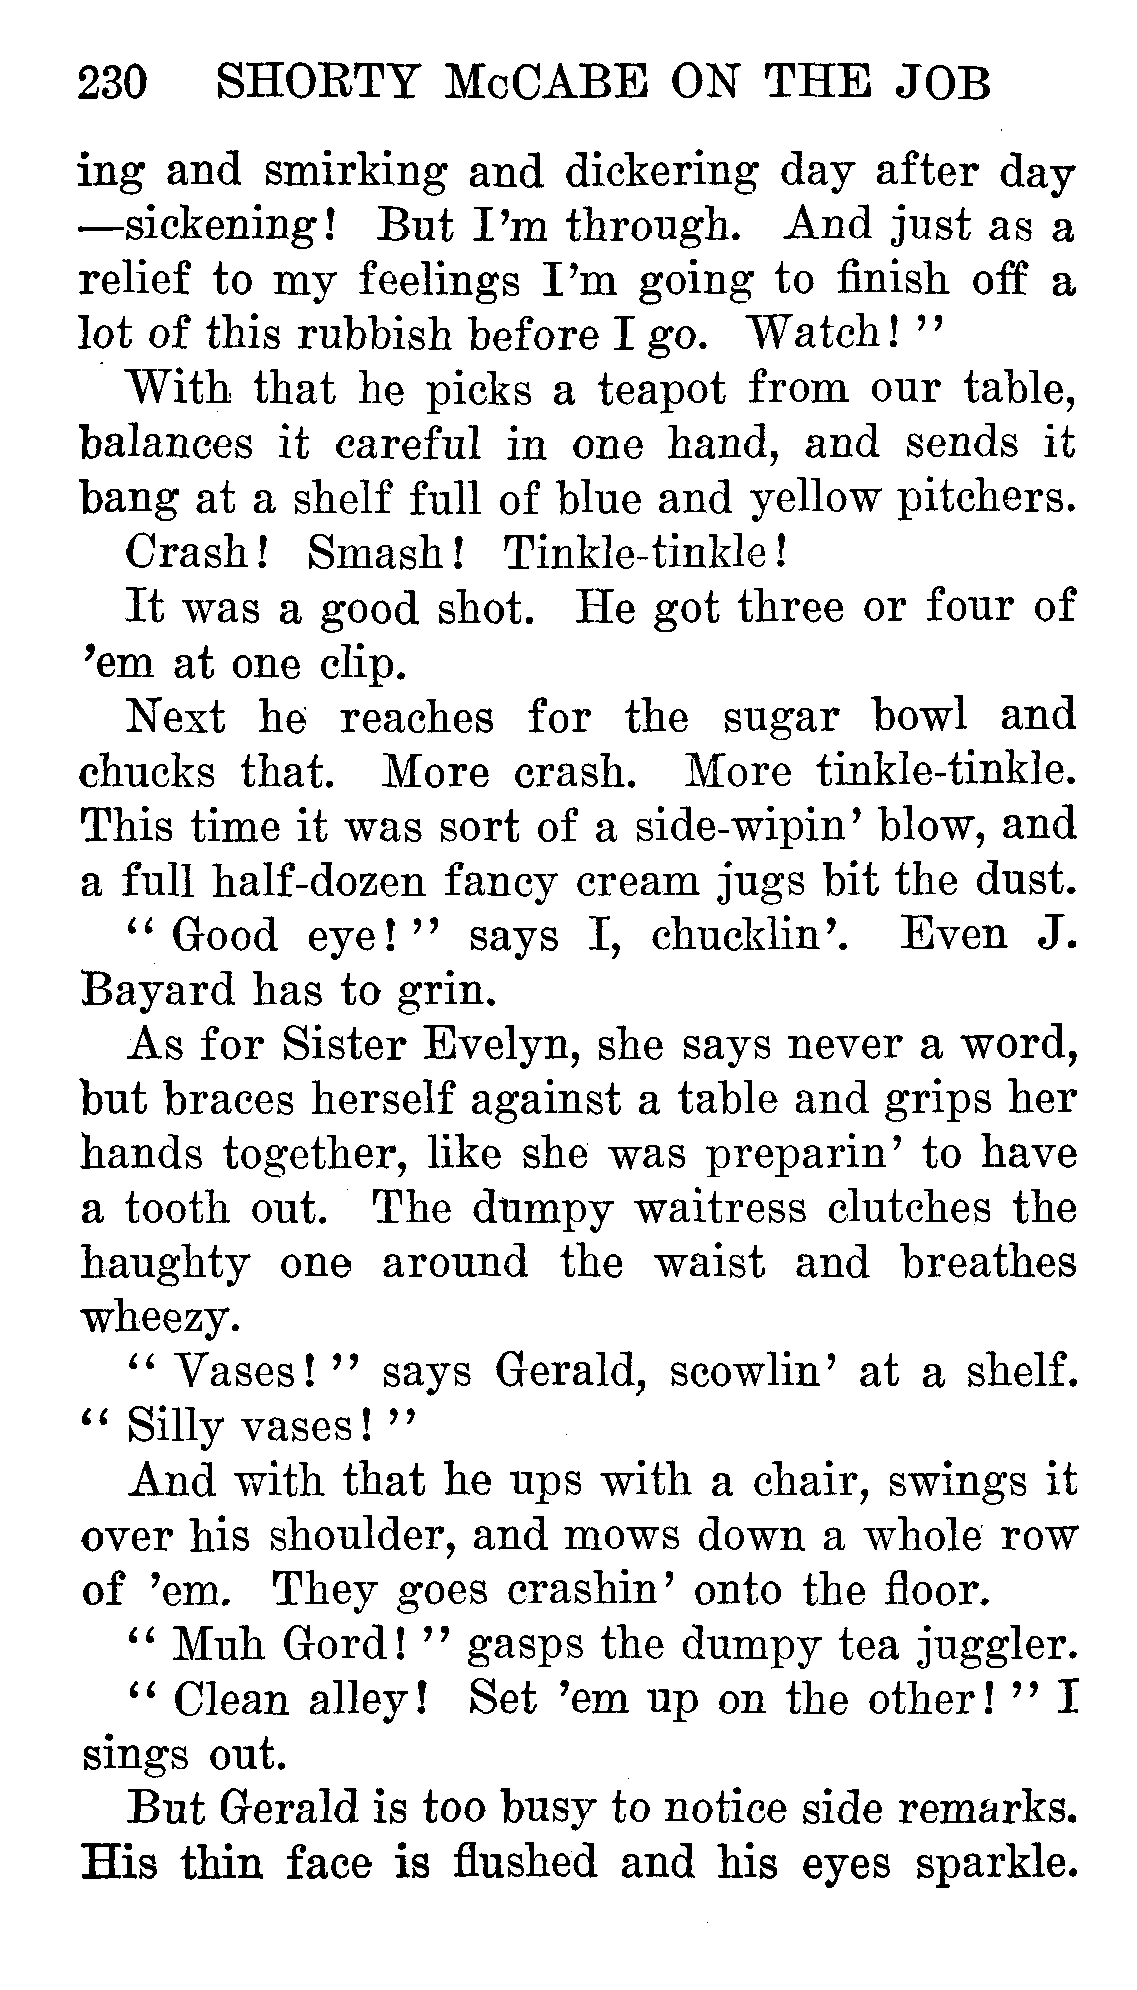 230 SHORTY McCABE ON THE JOB
ing and smirking and dickering day after day
—sickening! But I'm through. And just as a
relief to my feelings I'm going to finish off a
lot of this rubbish before I go. Watch! ”
With that he picks a teapot from our table,
balances it careful in one hand, and sends it
bang at a shelf full of blue and yellow pitchers.
Crash! Smash! Tinkle-tinkle!
It was a good shot. He got three or four of
’em at one clip.
Next he reaches for the sugar bowl and
chucks that. More crash. More tinkle-tinkle.
This time it was sort of a side-wipin’ blow, and
a full half-dozen fancy cream jugs bit the dust.
“ Good eye! ” says I, chucklin’. Even J.
Bayard has to grin.
As for Sister Evelyn, she says never a word,
but braces herself against a table and grips her
hands together, like she was preparin’ to have
a tooth out. The dumpy waitress clutches the
haughty one around the waist and breathes
wheezy.
“ Vases! ” says Gerald, scowlin’ at a shelf.
“ Silly vases! ”
And with that he ups with a chair, swings it
over his shoulder, and mows down a whole row
of ’em. They goes crashin’ onto the floor.
“ Muh Gord! ” gasps the dumpy tea juggler.
“ Clean alley! Set ’em up on the other! ” I
sings out.
But Gerald is too busy to notice side remarks.
His thin face is flushed and his eyes sparkle.